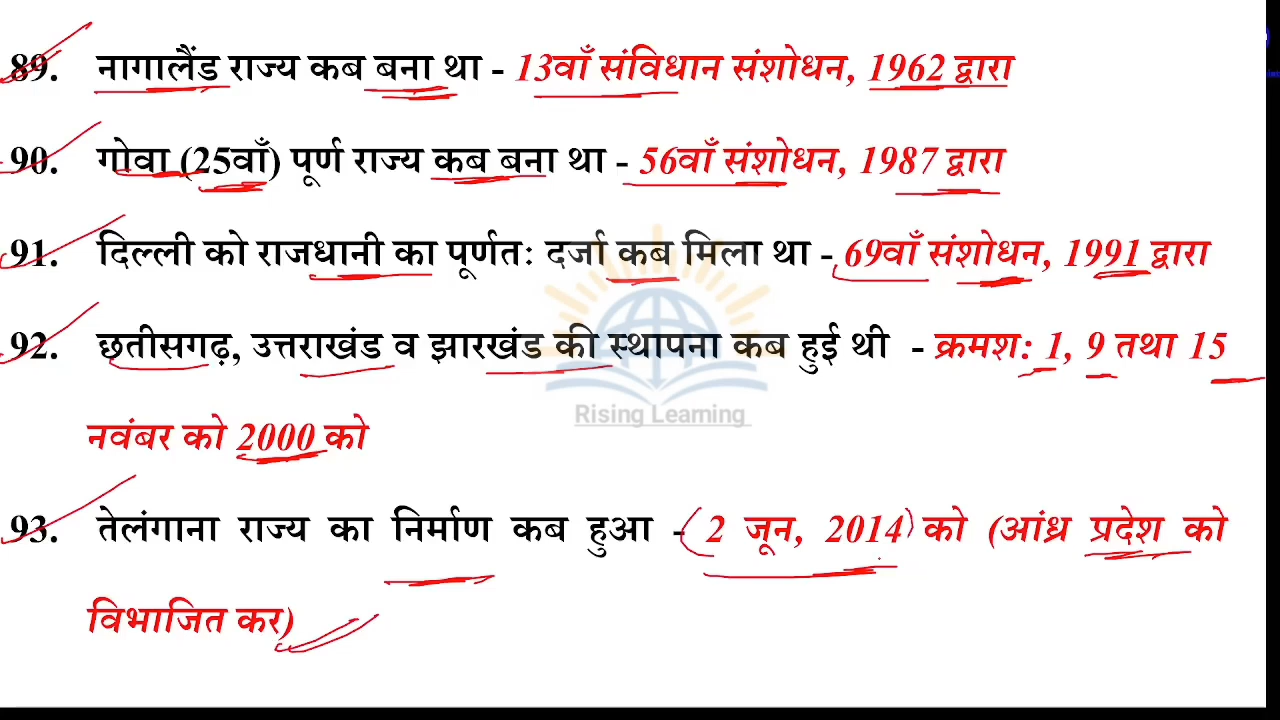 89. नागालैंड राज्य कब बना था - 13वाँ संविधान संशोधन, 1962 द्वारा
90. गोवा (25वाँ) पूर्ण राज्य कब बना था - 56वाँ संशोधन, 1987 द्वारा
91. दिल्ली को राजधानी का पूर्णतः दर्जा कब मिला था - 69वाँ संशोधन, 1991 द्वारा
92. छतीसगढ़, उत्तराखंड व झारखंड की स्थापना कब हुई थी - क्रमश: 1, 9 तथा 15
Rising Learning
नवंबर को 2000 को
93. तेलंगाना राज्य का निर्माण कब हुआ - 2 जून, 2014 को (आंध्र प्रदेश को
विभाजित कर)